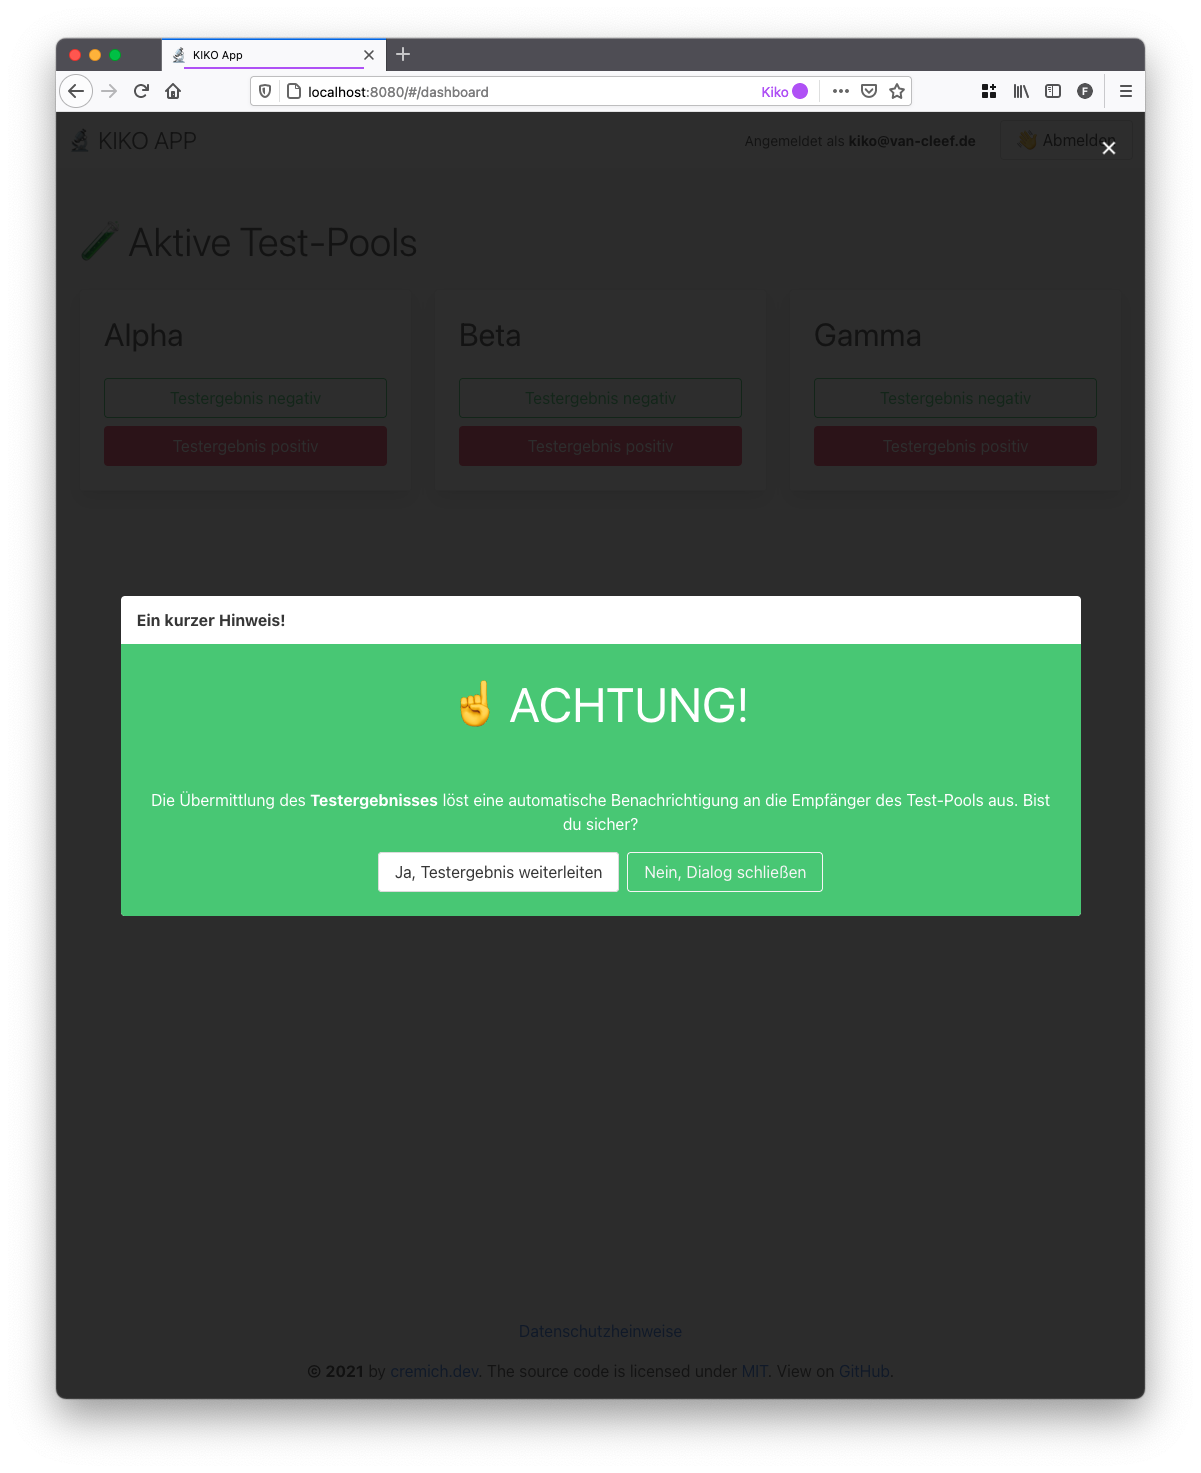 KIKO App
localhost:8080/#/dashboard
Kiko
F
KIKO APP
Angemeldet als kiko@van-cleef.de
Abmelden
Aktive Test-Pools
Alpha
Beta
Gamma
Testergebnis negativ
Testergebnis negativ
Testergebnis negativ
Testergebnis positiv
Testergebnis positiv
Testergebnis positiv
Ein kurzer Hinweis!
ACHTUNG!
Die Übermittlung des Testergebnisses löst eine automatische Benachrichtigung an die Empfänger des Test-Pools aus. Bist
du sicher?
Ja, Testergebnis weiterleiten
Nein, Dialog schließen
Datenschutzheinweise
© 2021 by cremich.dev. The source code is licensed under MIT. View on GitHub.